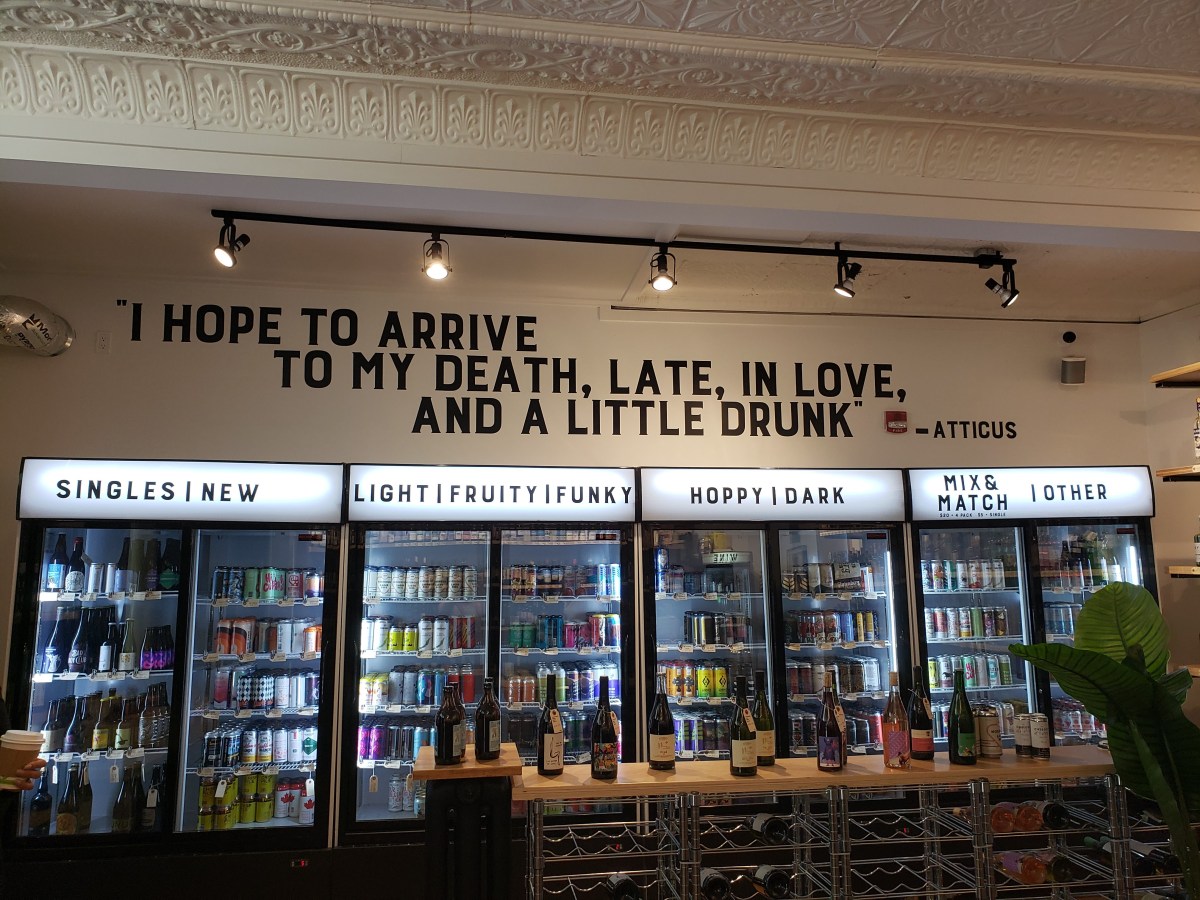 "I HOPE TO ARRIVE
TO MY DEATH, LATE, IN LOVE,
AND A LITTLE DRUNK"
-ATTICUS
SINGLES | NEW
LIGHT | FRUITY | FUNKY
HOPPY | DARK
MIX &
MATCH
| OTHER
WINE